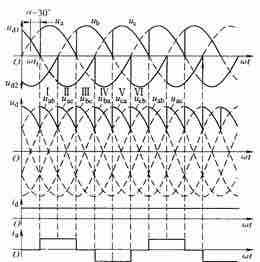 α=30°
u_d1 u_a u_b u_c
O ωt₁ ωt
u_d2 Ⅰ Ⅱ Ⅲ Ⅳ Ⅴ Ⅵ
u_d u_ab u_ac u_bc u_ba u_ca u_cb u_ab u_ac
O ωt
i_d
O ωt
i_a
O ωt